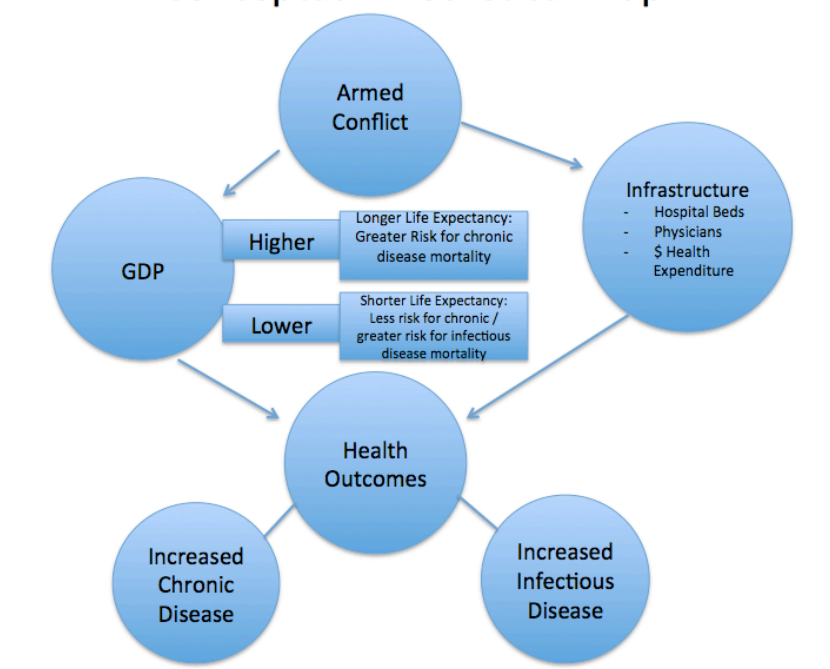 Armed
Conflict
Infrastructure
- Hospital Beds
- Physicians
- $ Health
Expenditure
GDP
Higher
Longer Life Expectancy:
Greater Risk for chronic
disease mortality
Lower
Shorter Life Expectancy:
Less risk for chronic /
greater risk for infectious
disease mortality
Health
Outcomes
Increased
Chronic
Disease
Increased
Infectious
Disease